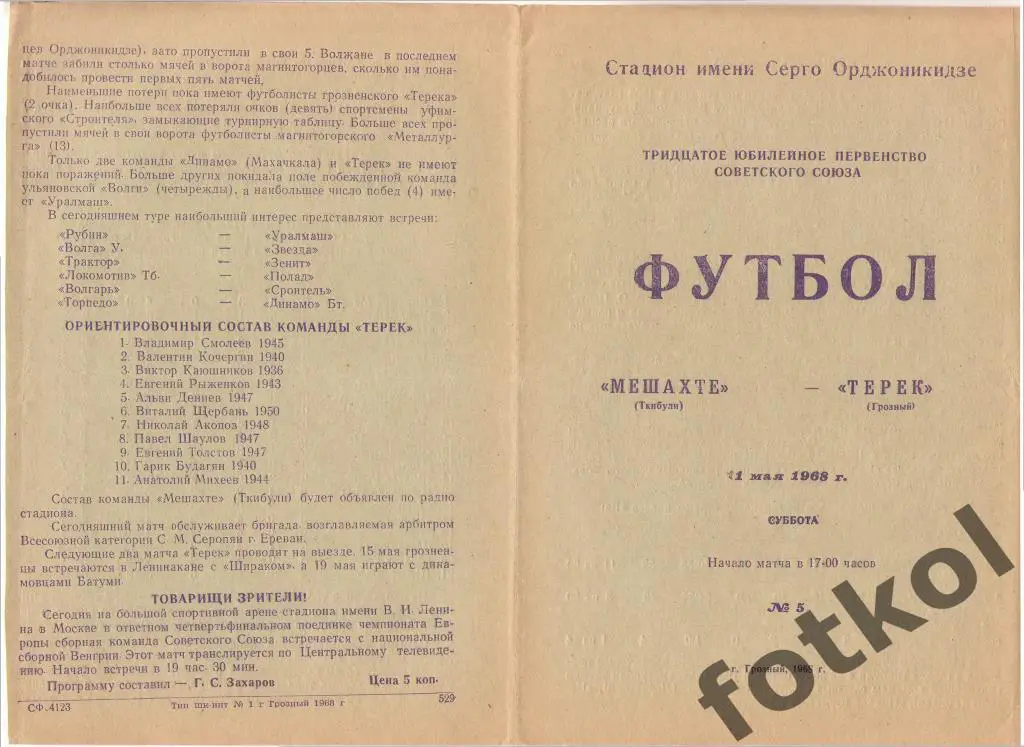 цев Орджоникидзе), зато пропустили в свои 5. Волжане в последнем
матче забили столько мячей в ворота магнитогорцев, сколько им пона-
добилось провести первых пять матчей.
Наименьшие потери пока имеют футболисты грозненского «Терека»
(2 очка). Наибольше всех потеряли очков (девять) спортсмены уфим-
ского «Строителя», замыкающие турнирную таблицу. Больше всех про-
пустили мячей в свои ворота футболисты магнитогорского «Металлур-
га» (13).
Только две команды «Динамо» (Махачкала) и «Терек» не имеют
пока поражений. Больше других покидала поле побежденной команда
ульяновской «Волги» (четырежды), а наибольшее число побед (4) име-
ет «Уралмаш».
В сегодняшнем туре наибольший интерес представляют встречи:
«Рубин» — «Уралмаш»
«Волга» У. — «Звезда»
«Трактор» — «Зенит»
«Локомотив» Тб. — «Полад»
«Волгарь» — «Сроитель»
«Торпедо» — «Динамо» Бт.
ОРИЕНТИРОВОЧНЫЙ СОСТАВ КОМАНДЫ «ТЕРЕК»
1. Владимир Смолеев 1945
2. Валентин Кочергин 1940
3. Виктор Каюшников 1936
4. Евгений Рыженков 1943
5. Альви Дениев 1947
6. Виталий Щербань 1950
7. Николай Акопов 1948
8. Павел Шаулов 1947
9. Евгений Толстов 1947
10. Гарик Будагян 1940
11. Анатолий Михеев 1944
Состав команды «Мешахте» (Ткибули) будет объявлен по радио
стадиона.
Сегодняшний матч обслуживает бригада возглавляемая арбитром
Всесоюзной категории С. М. Серопян г. Ереван.
Следующие два матча «Терек» проводит на выезде. 15 мая грознен-
цы встречаются в Ленинакане с «Шираком», а 19 мая играют с дина-
мовцами Батуми
ТОВАРИЩИ ЗРИТЕЛИ!
Сегодня на большой спортивной арене стадиона имени В. И. Лени-
на в Москве в ответном четвертьфинальном поединке чемпионата Ев-
ропы сборная команда Советского Союза встречается с национальной
сборной Венгрии. Этот матч транслируется по Центральному телевиде-
нию. Начало встречи в 19 час. 30 мин.
Программу составил — Г. С. Захаров Цена 5 коп.
СФ.4123 Тип шк-инт № 1 г Грозный 1968 г 529
Стадион имени Серго Орджоникидзе
ТРИДЦАТОЕ ЮБИЛЕЙНОЕ ПЕРВЕНСТВО
СОВЕТСКОГО СОЮЗА
ФУТБОЛ
«МЕШАХТЕ» — «ТЕРЕК»
(Ткибули) (Грозный)
11 мая 1968 г.
СУББОТА
Начало матча в 17-00 часов
№ 5
г. Грозный, 1968 г.
fotkol